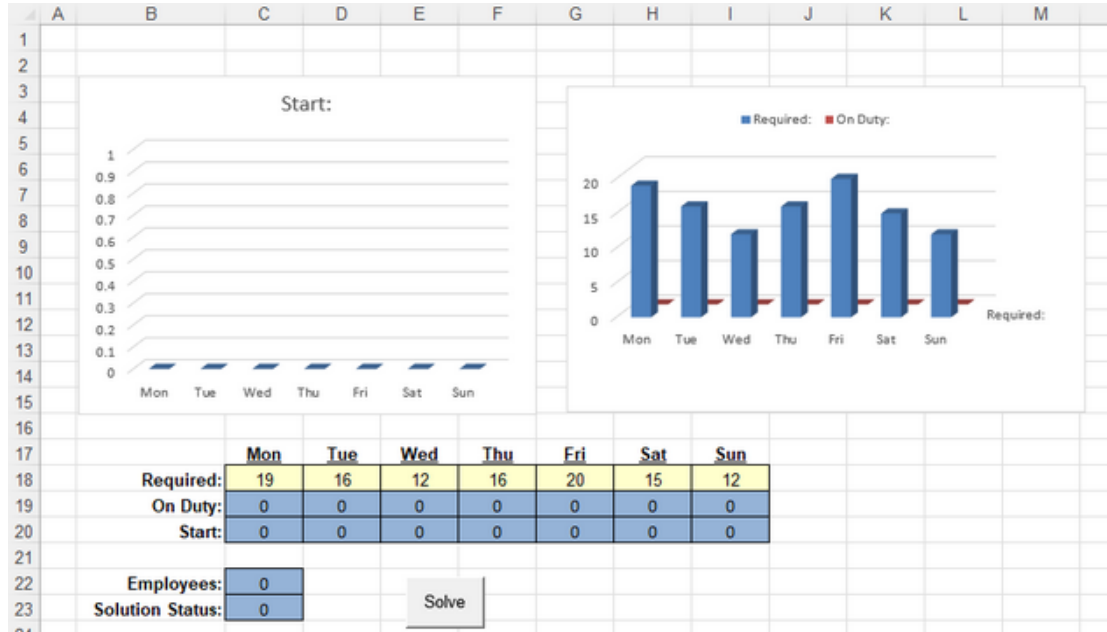 A B C D E F G H I J K L M
1
2
3
Start:
4
Required: On Duty:
5
1
6
0.9
20
7
0.8
0.7
15
8
0.6
9
0.5
10
10
0.4
11
0.3
5
12
0.2
0
Required:
13
0.1
Mon Tue Wed Thu Fri Sat Sun
14
0
15
Mon Tue Wed Thu Fri Sat Sun
16
17 Mon Tue Wed Thu Fri Sat Sun
18 Required: 19 16 12 16 20 15 12
19 On Duty: 0 0 0 0 0 0 0
20 Start: 0 0 0 0 0 0 0
21
22 Employees: 0
Solve
23 Solution Status: 0